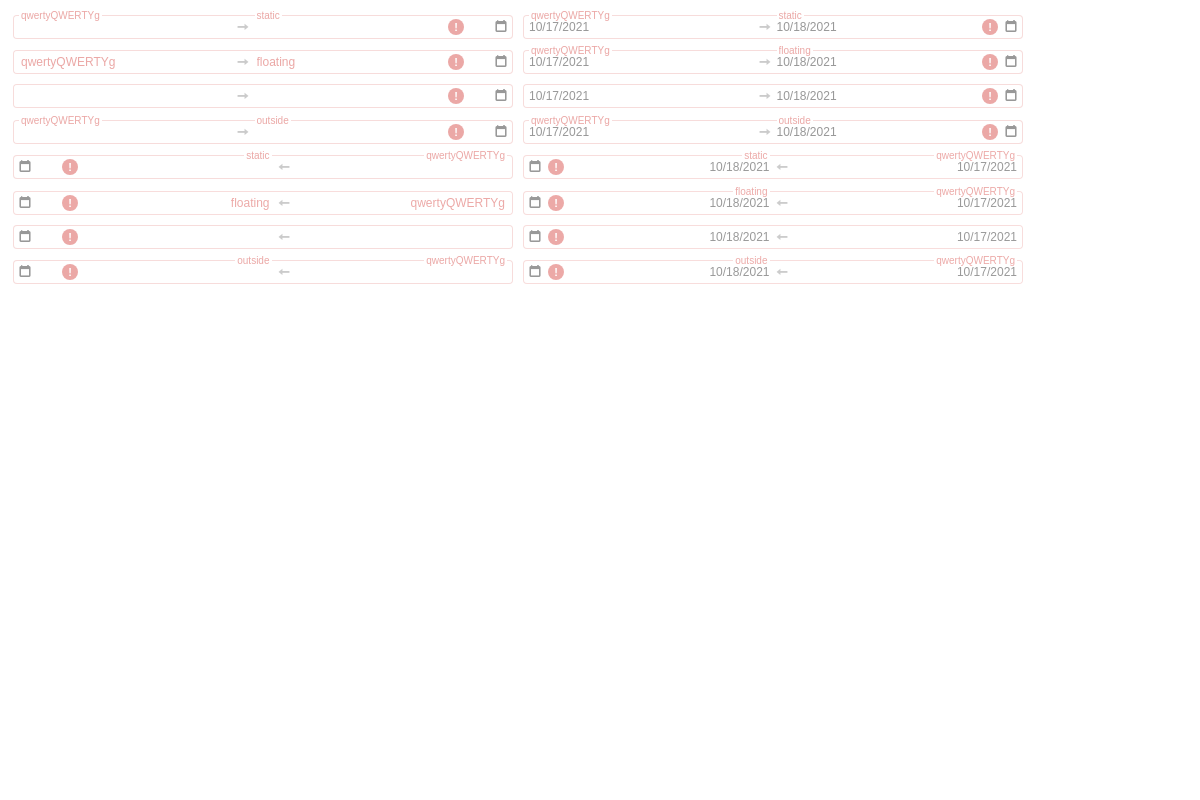 qwertyQWERTYg static qwertyQWERTYg static
! 10/17/2021 10/18/2021 !
qwertyQWERTYg floating
qwertyQWERTYg floating ! 10/17/2021 10/18/2021 !
! 10/17/2021 10/18/2021 !
qwertyQWERTYg outside qwertyQWERTYg outside
! 10/17/2021 10/18/2021 !
static qwertyQWERTYg static qwertyQWERTYg
! ! 10/18/2021 10/17/2021
floating qwertyQWERTYg
! floating qwertyQWERTYg ! 10/18/2021 10/17/2021
! ! 10/18/2021 10/17/2021
outside qwertyQWERTYg outside qwertyQWERTYg
! ! 10/18/2021 10/17/2021